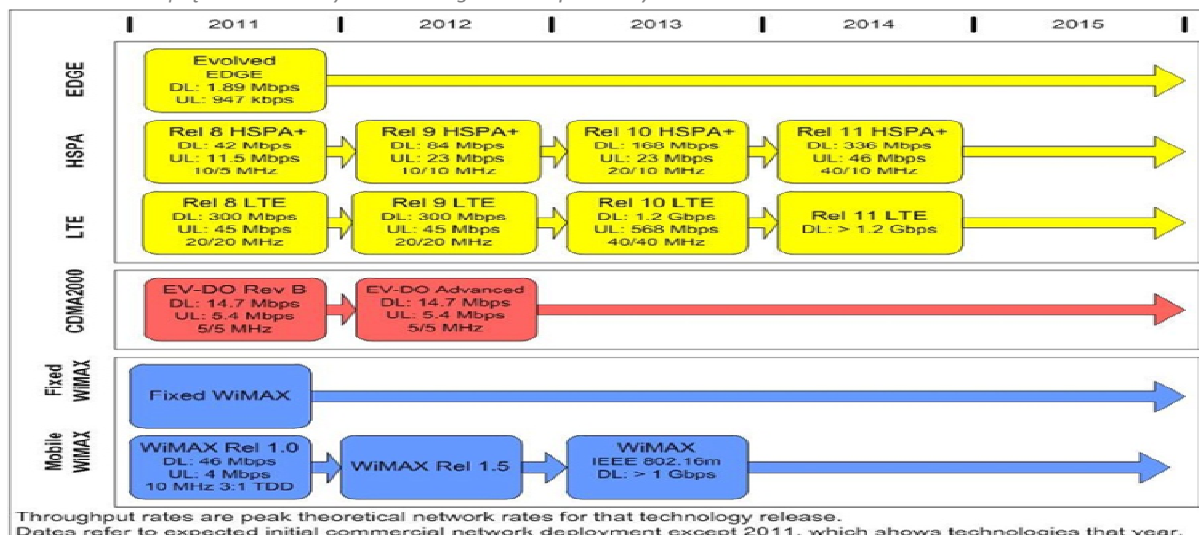 2011 2012 2013 2014 2015
EDGE
Evolved
EDGE
DL: 1.89 Mbps
UL: 947 kbps
HSPA
Rel 8 HSPA+
DL: 42 Mbps
UL: 11.5 Mbps
10/5 MHz
Rel 9 HSPA+
DL: 84 Mbps
UL: 23 Mbps
10/10 MHz
Rel 10 HSPA+
DL: 168 Mbps
UL: 23 Mbps
20/10 MHz
Rel 11 HSPA+
DL: 336 Mbps
UL: 46 Mbps
40/10 MHz
LTE
Rel 8 LTE
DL: 300 Mbps
UL: 45 Mbps
20/20 MHz
Rel 9 LTE
DL: 300 Mbps
UL: 45 Mbps
20/20 MHz
Rel 10 LTE
DL: 1.2 Gbps
UL: 568 Mbps
40/40 MHz
Rel 11 LTE
DL: > 1.2 Gbps
CDMA2000
EV-DO Rev B
DL: 14.7 Mbps
UL: 5.4 Mbps
5/5 MHz
EV-DO Advanced
DL: 14.7 Mbps
UL: 5.4 Mbps
5/5 MHz
Fixed
WiMAX
Fixed WiMAX
Mobile
WiMAX
WiMAX Rel 1.0
DL: 46 Mbps
UL: 4 Mbps
10 MHz 3:1 TDD
WiMAX Rel 1.5
WiMAX
IEEE 802.16m
DL: > 1 Gbps
Throughput rates are peak theoretical network rates for that technology release.
Dates refer to expected initial commercial network deployment except 2011, which shows technologies that year.